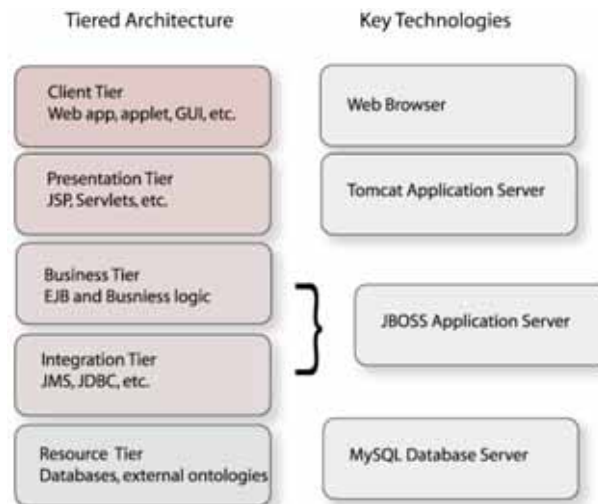 Tiered Architecture
Key Technologies
Client Tier
Web app, applet, GUI, etc.
Web Browser
Presentation Tier
JSP, Servlets, etc.
Tomcat Application Server
Business Tier
EJB and Busniess logic
JBOSS Application Server
Integration Tier
JMS, JDBC, etc.
Resource Tier
Databases, external ontologies
MySQL Database Server